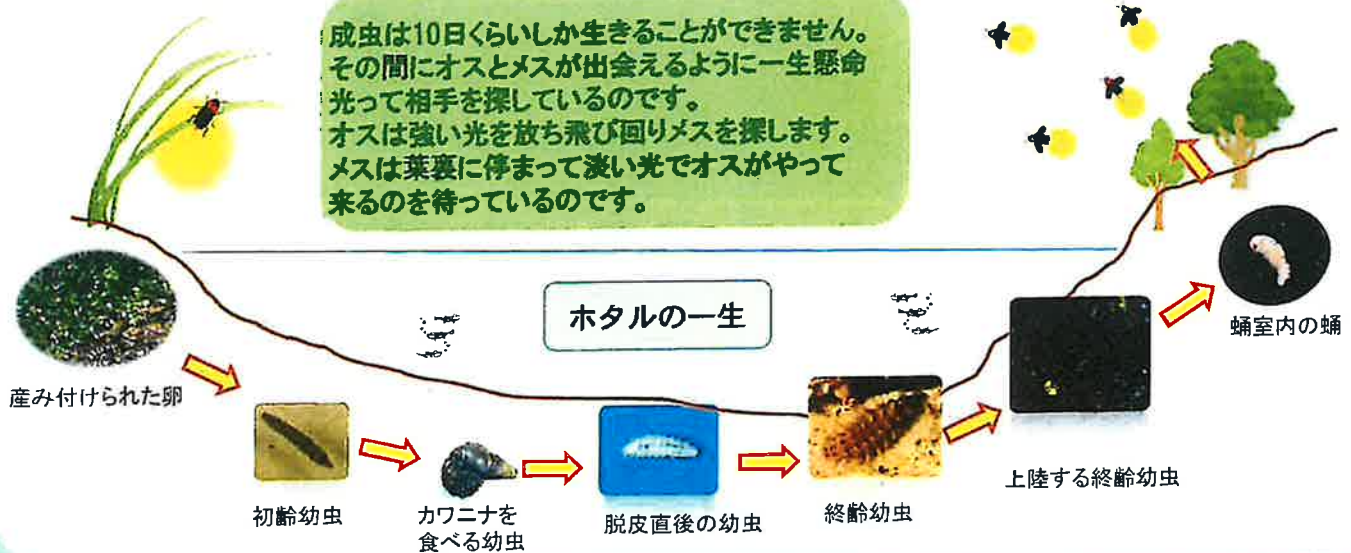 成虫は10日くらいしか生きることができません。
その間にオスとメスが出会えるように一生懸命
光って相手を探しているのです。
オスは強い光を放ち飛び回りメスを探します。
メスは葉裏に停まって淡い光でオスがやって
来るのを待っているのです。
ホタルの一生
産み付けられた卵
初齢幼虫
カワニナを
食べる幼虫
脱皮直後の幼虫
終齢幼虫
上陸する終齢幼虫
蛹室内の蛹